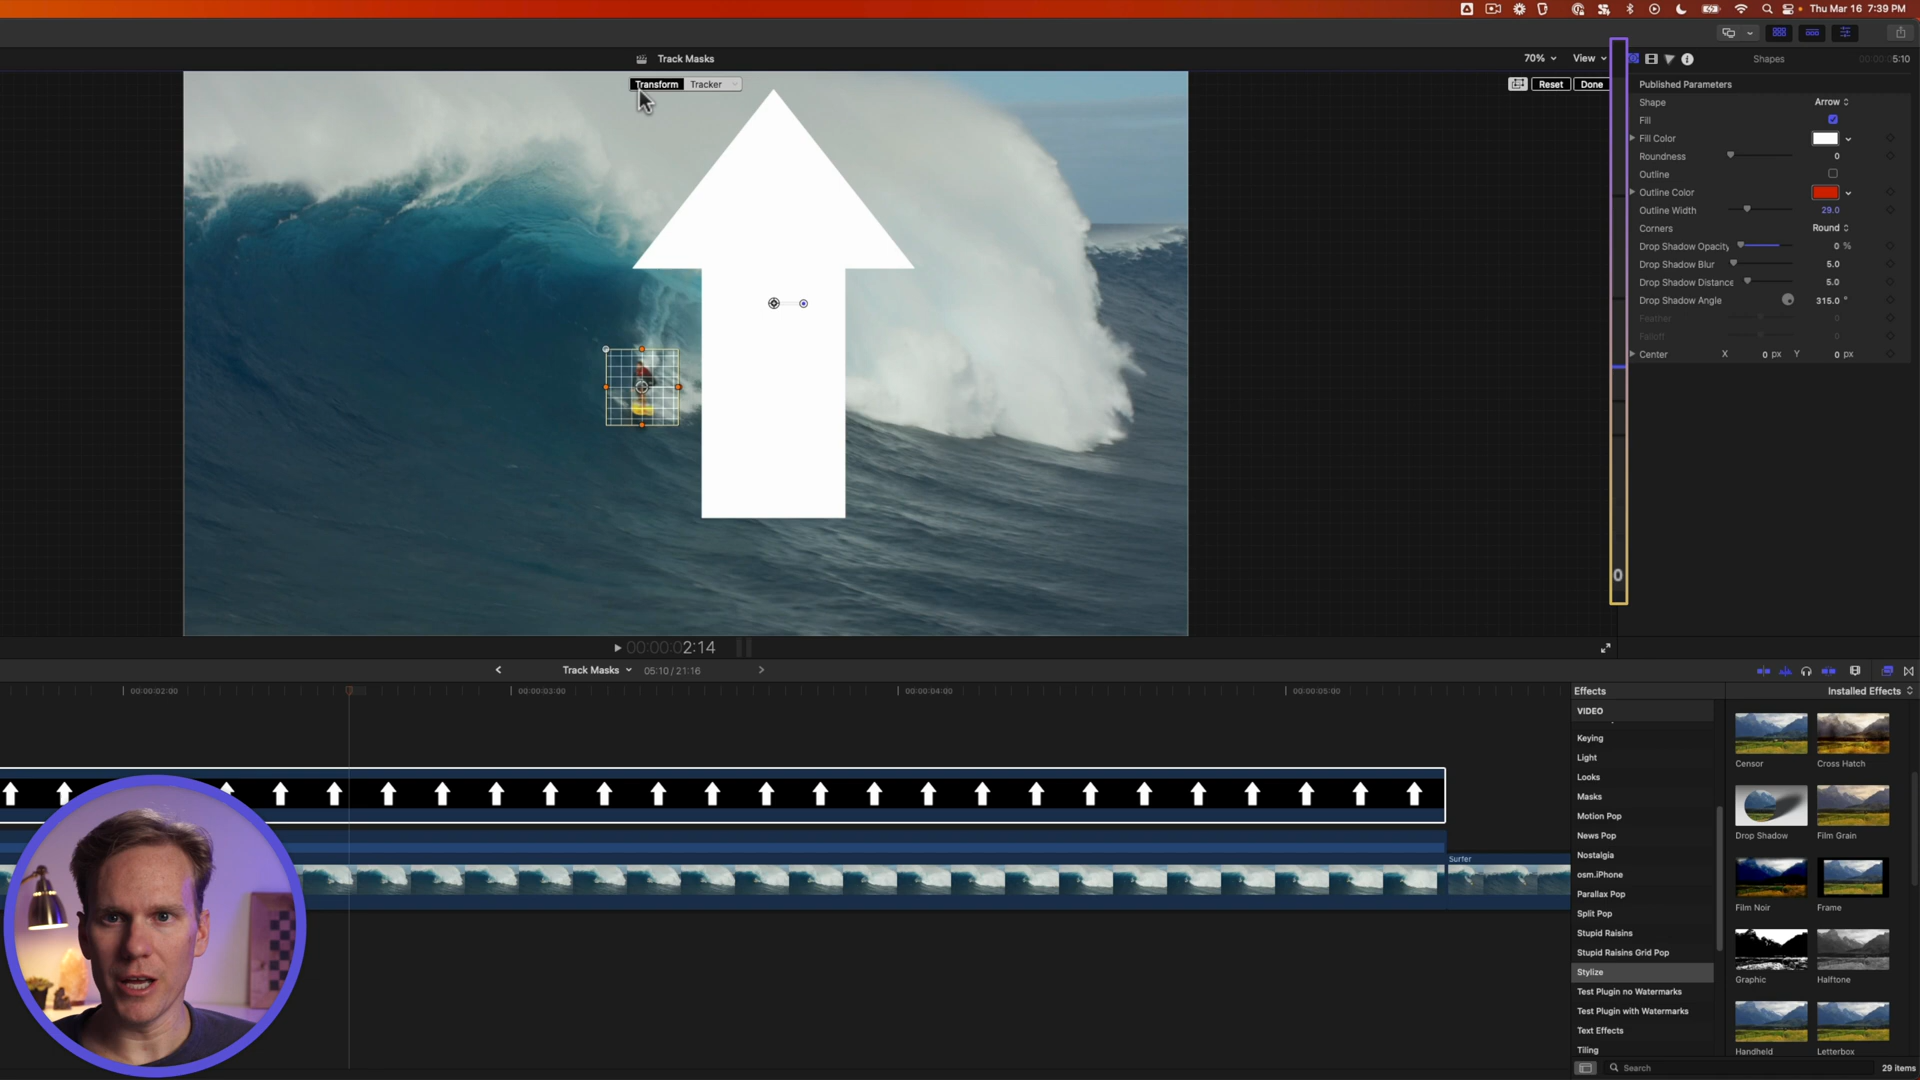 Thu Mar 16 7:39 PM
Track Masks
70%
View
Shapes
00:00:05:10
Transform
Tracker
Reset
Done
Published Parameters
Shape
Arrow
Fill
Fill Color
Roundness
0
Outline
Outline Color
Outline Width
29.0
Corners
Round
Drop Shadow Opacity
0 %
Drop Shadow Blur
5.0
Drop Shadow Distance
5.0
Drop Shadow Angle
315.0 °
Feather
0
Falloff
0
Center
X 0 px Y 0 px
0
00:00:02:14
Track Masks
05:10 / 21:16
00:00:02:00
00:00:03:00
00:00:04:00
00:00:05:00
Surfer
Effects
Installed Effects
VIDEO
Keying
Light
Looks
Masks
Motion Pop
News Pop
Nostalgia
osm.iPhone
Parallax Pop
Split Pop
Stupid Raisins
Stupid Raisins Grid Pop
Stylize
Test Plugin no Watermarks
Test Plugin with Watermarks
Text Effects
Tiling
Censor
Cross Hatch
Drop Shadow
Film Grain
Film Noir
Frame
Graphic
Halftone
Handheld
Letterbox
Search
29 items